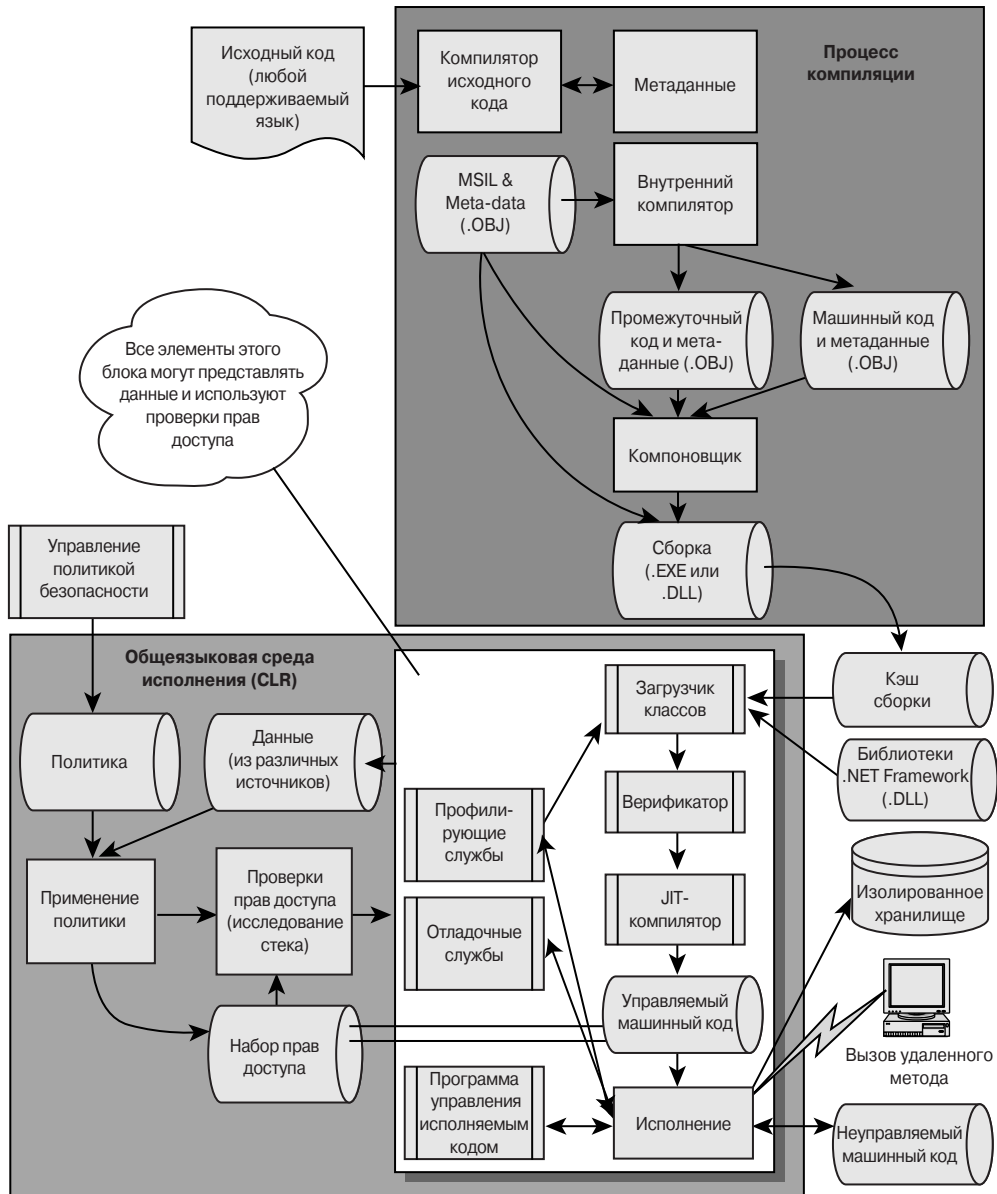 Исходный код
(любой
поддерживаемый
язык)
Компилятор
исходного
кода
Метаданные
Процесс
компиляции
MSIL &
Meta-data
(.OBJ)
Внутренний
компилятор
Промежуточный
код и мета-
данные (.OBJ)
Машинный код
и метаданные
(.OBJ)
Все элементы этого
блока могут представлять
данные и используют
проверки прав
доступа
Компоновщик
Сборка
(.EXE или
.DLL)
Управление
политикой
безопасности
Общеязыковая среда
исполнения (CLR)
Загрузчик
классов
Кэш
сборки
Политика
Данные
(из различных
источников)
Библиотеки
.NET Framework
(.DLL)
Профили-
рующие
службы
Верификатор
Применение
политики
Проверки
прав доступа
(исследование
стека)
Отладочные
службы
JIT-
компилятор
Изолированное
хранилище
Набор прав
доступа
Управляемый
машинный код
Вызов удаленного
метода
Программа
управления
исполняемым
кодом
Исполнение
Неуправляемый
машинный код